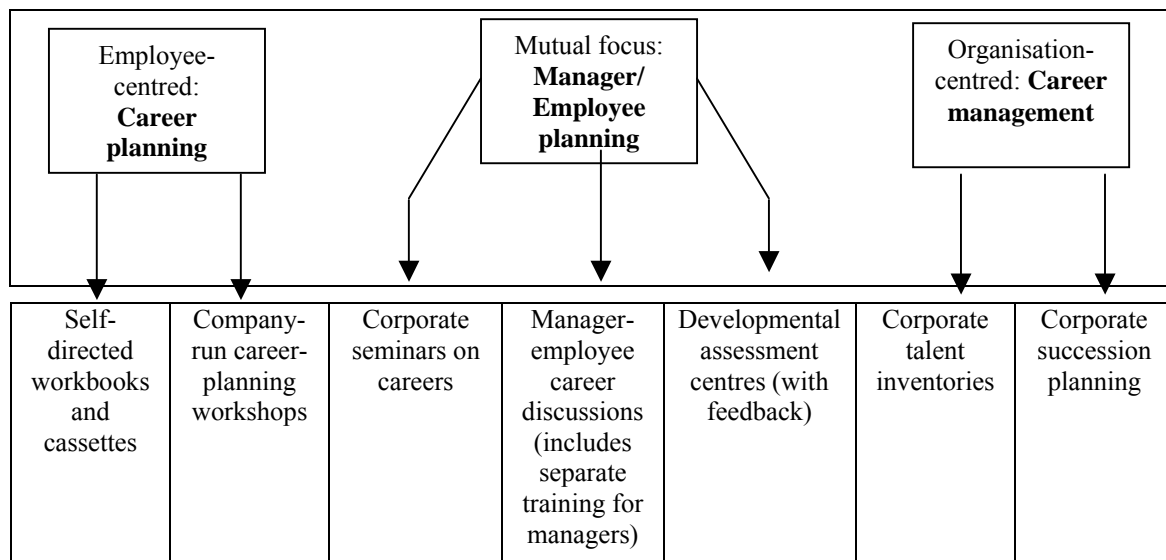 Employee-
centred:
Career
planning
Mutual focus:
Manager/
Employee
planning
Organisation-
centred: Career
management
Self-
directed
workbooks
and
cassettes
Company-
run career-
planning
workshops
Corporate
seminars on
careers
Manager-
employee
career
discussions
(includes
separate
training for
managers)
Developmental
assessment
centres (with
feedback)
Corporate
talent
inventories
Corporate
succession
planning